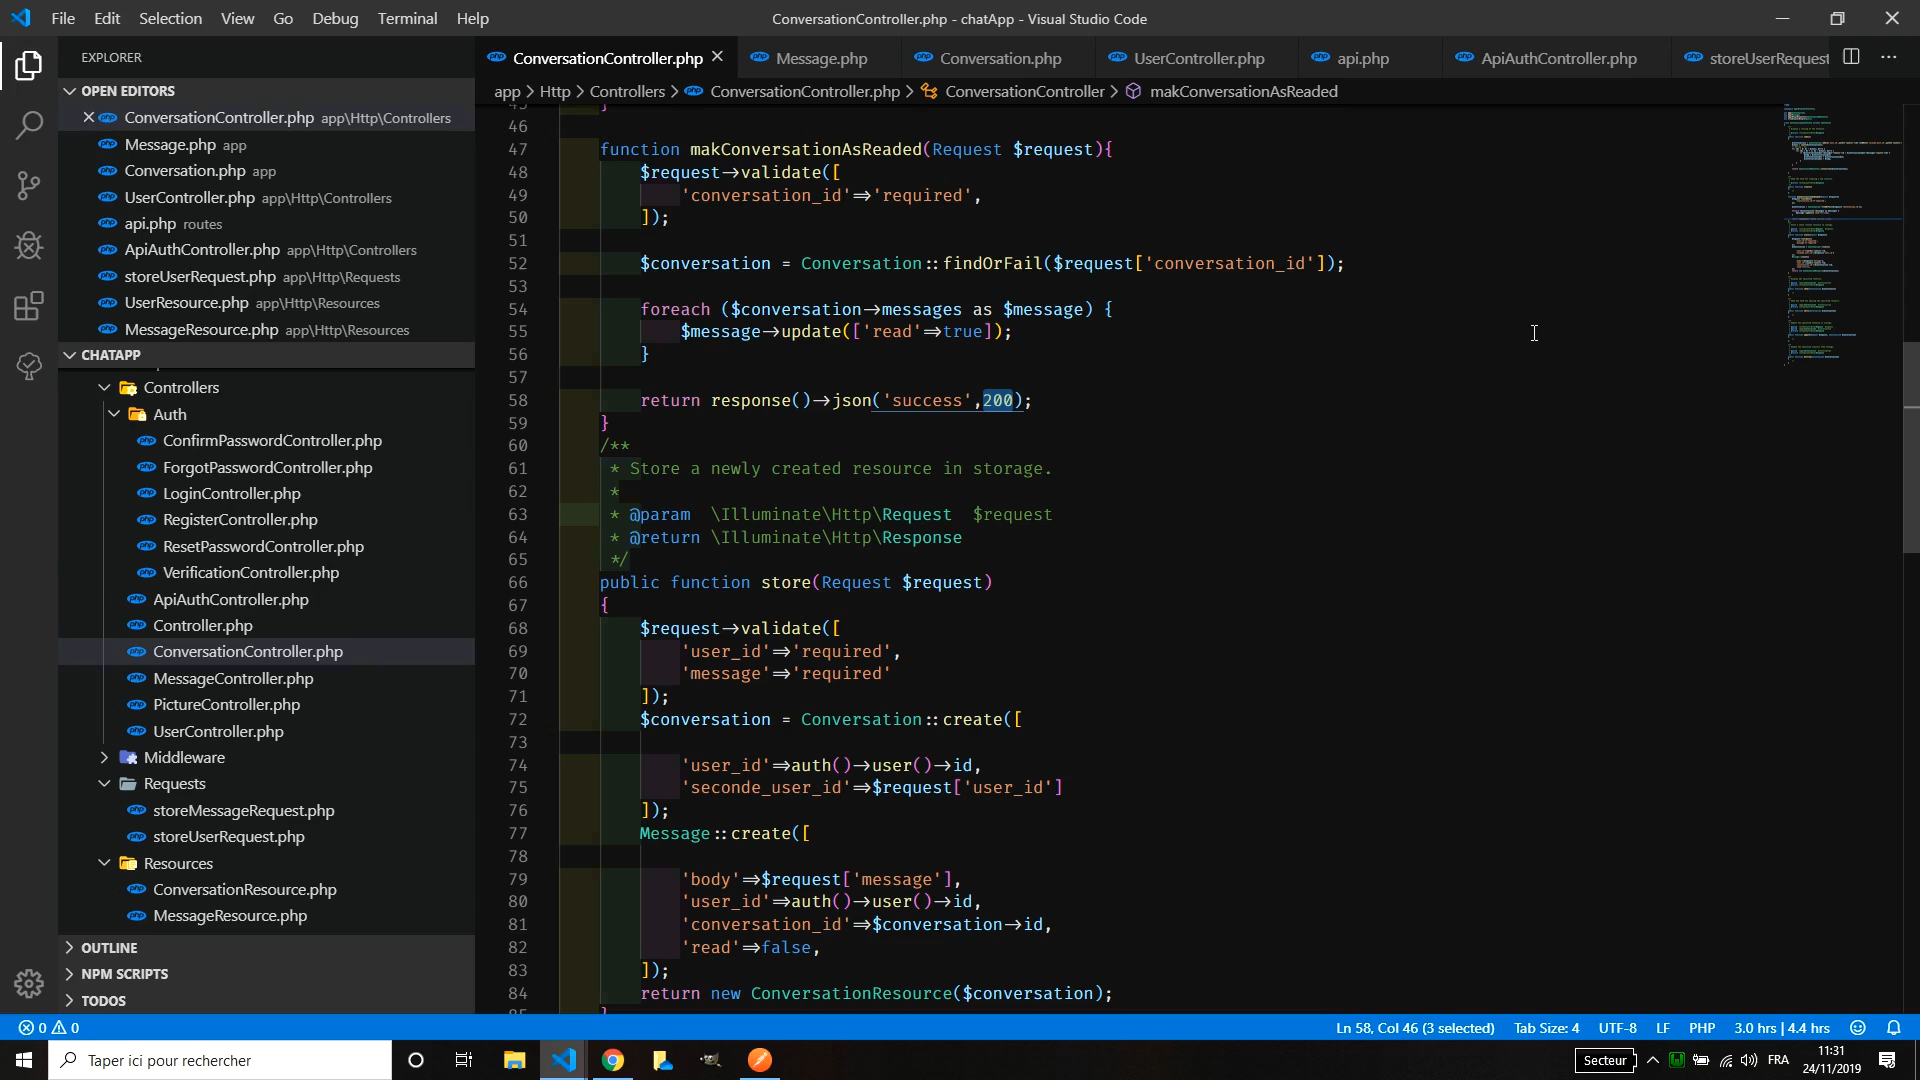 File Edit Selection View Go Debug Terminal Help
ConversationController.php - chatApp - Visual Studio Code
EXPLORER
OPEN EDITORS
ConversationController.php app\Http\Controllers
Message.php app
Conversation.php app
UserController.php app\Http\Controllers
api.php routes
ApiAuthController.php app\Http\Controllers
storeUserRequest.php app\Http\Requests
UserResource.php app\Http\Resources
MessageResource.php app\Http\Resources
CHATAPP
Controllers
Auth
ConfirmPasswordController.php
ForgotPasswordController.php
LoginController.php
RegisterController.php
ResetPasswordController.php
VerificationController.php
ApiAuthController.php
Controller.php
ConversationController.php
MessageController.php
PictureController.php
UserController.php
Middleware
Requests
storeMessageRequest.php
storeUserRequest.php
Resources
ConversationResource.php
MessageResource.php
OUTLINE
NPM SCRIPTS
TODOS
ConversationController.php Message.php Conversation.php UserController.php api.php ApiAuthController.php storeUserRequest
app > Http > Controllers > ConversationController.php > ConversationController > makConversationAsReaded
45 }
46
47 function makConversationAsReaded(Request $request){
48 $request->validate([
49 'conversation_id'=>'required',
50 ]);
51
52 $conversation = Conversation::findOrFail($request['conversation_id']);
53
54 foreach ($conversation->messages as $message) {
55 $message->update(['read'=>true]);
56 }
57
58 return response()->json('success',200);
59 }
60 /**
61 * Store a newly created resource in storage.
62 *
63 * @param \Illuminate\Http\Request $request
64 * @return \Illuminate\Http\Response
65 */
66 public function store(Request $request)
67 {
68 $request->validate([
69 'user_id'=>'required',
70 'message'=>'required'
71 ]);
72 $conversation = Conversation::create([
73
74 'user_id'=>auth()->user()->id,
75 'seconde_user_id'=>$request['user_id']
76 ]);
77 Message::create([
78
79 'body'=>$request['message'],
80 'user_id'=>auth()->user()->id,
81 'conversation_id'=>$conversation->id,
82 'read'=>false,
83 ]);
84 return new ConversationResource($conversation);
85 }
0 0
Ln 58, Col 46 (3 selected) Tab Size: 4 UTF-8 LF PHP 3.0 hrs | 4.4 hrs
Taper ici pour rechercher
Secteur
FRA
11:31
24/11/2019